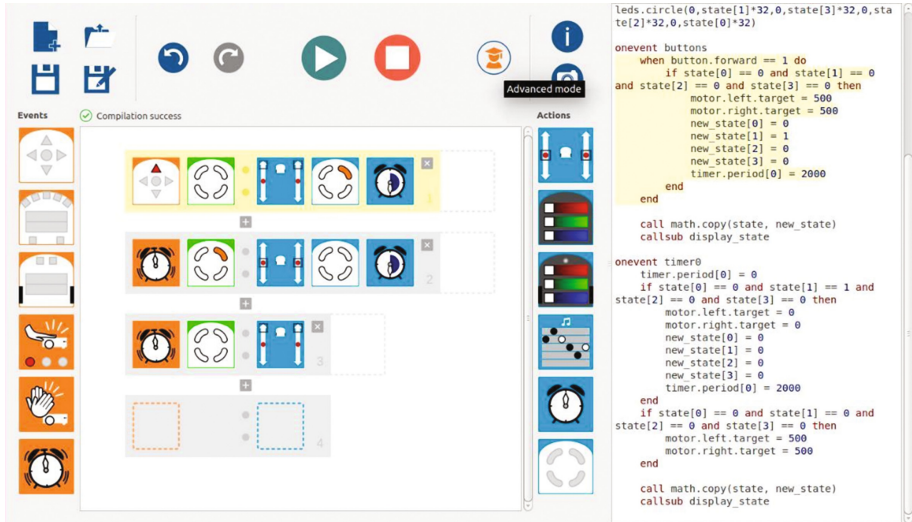 leds.circle(0,state[1]*32,0,state[3]*32,0,sta
te[2]*32,0,state[0]*32)
onevent buttons
when button.forward == 1 do
if state[0] == 0 and state[1] == 0
and state[2] == 0 and state[3] == 0 then
motor.left.target = 500
motor.right.target = 500
new_state[0] = 0
new_state[1] = 1
new_state[2] = 0
new_state[3] = 0
timer.period[0] = 2000
end
end
call math.copy(state, new_state)
callsub display_state
onevent timer0
timer.period[0] = 0
if state[0] == 0 and state[1] == 1 and
state[2] == 0 and state[3] == 0 then
motor.left.target = 0
motor.right.target = 0
new_state[0] = 0
new_state[1] = 0
new_state[2] = 0
new_state[3] = 0
timer.period[0] = 2000
end
if state[0] == 0 and state[1] == 0 and
state[2] == 0 and state[3] == 0 then
motor.left.target = 500
motor.right.target = 500
end
call math.copy(state, new_state)
callsub display_state
Advanced mode
Events
Compilation success
Actions
1
2
3
4